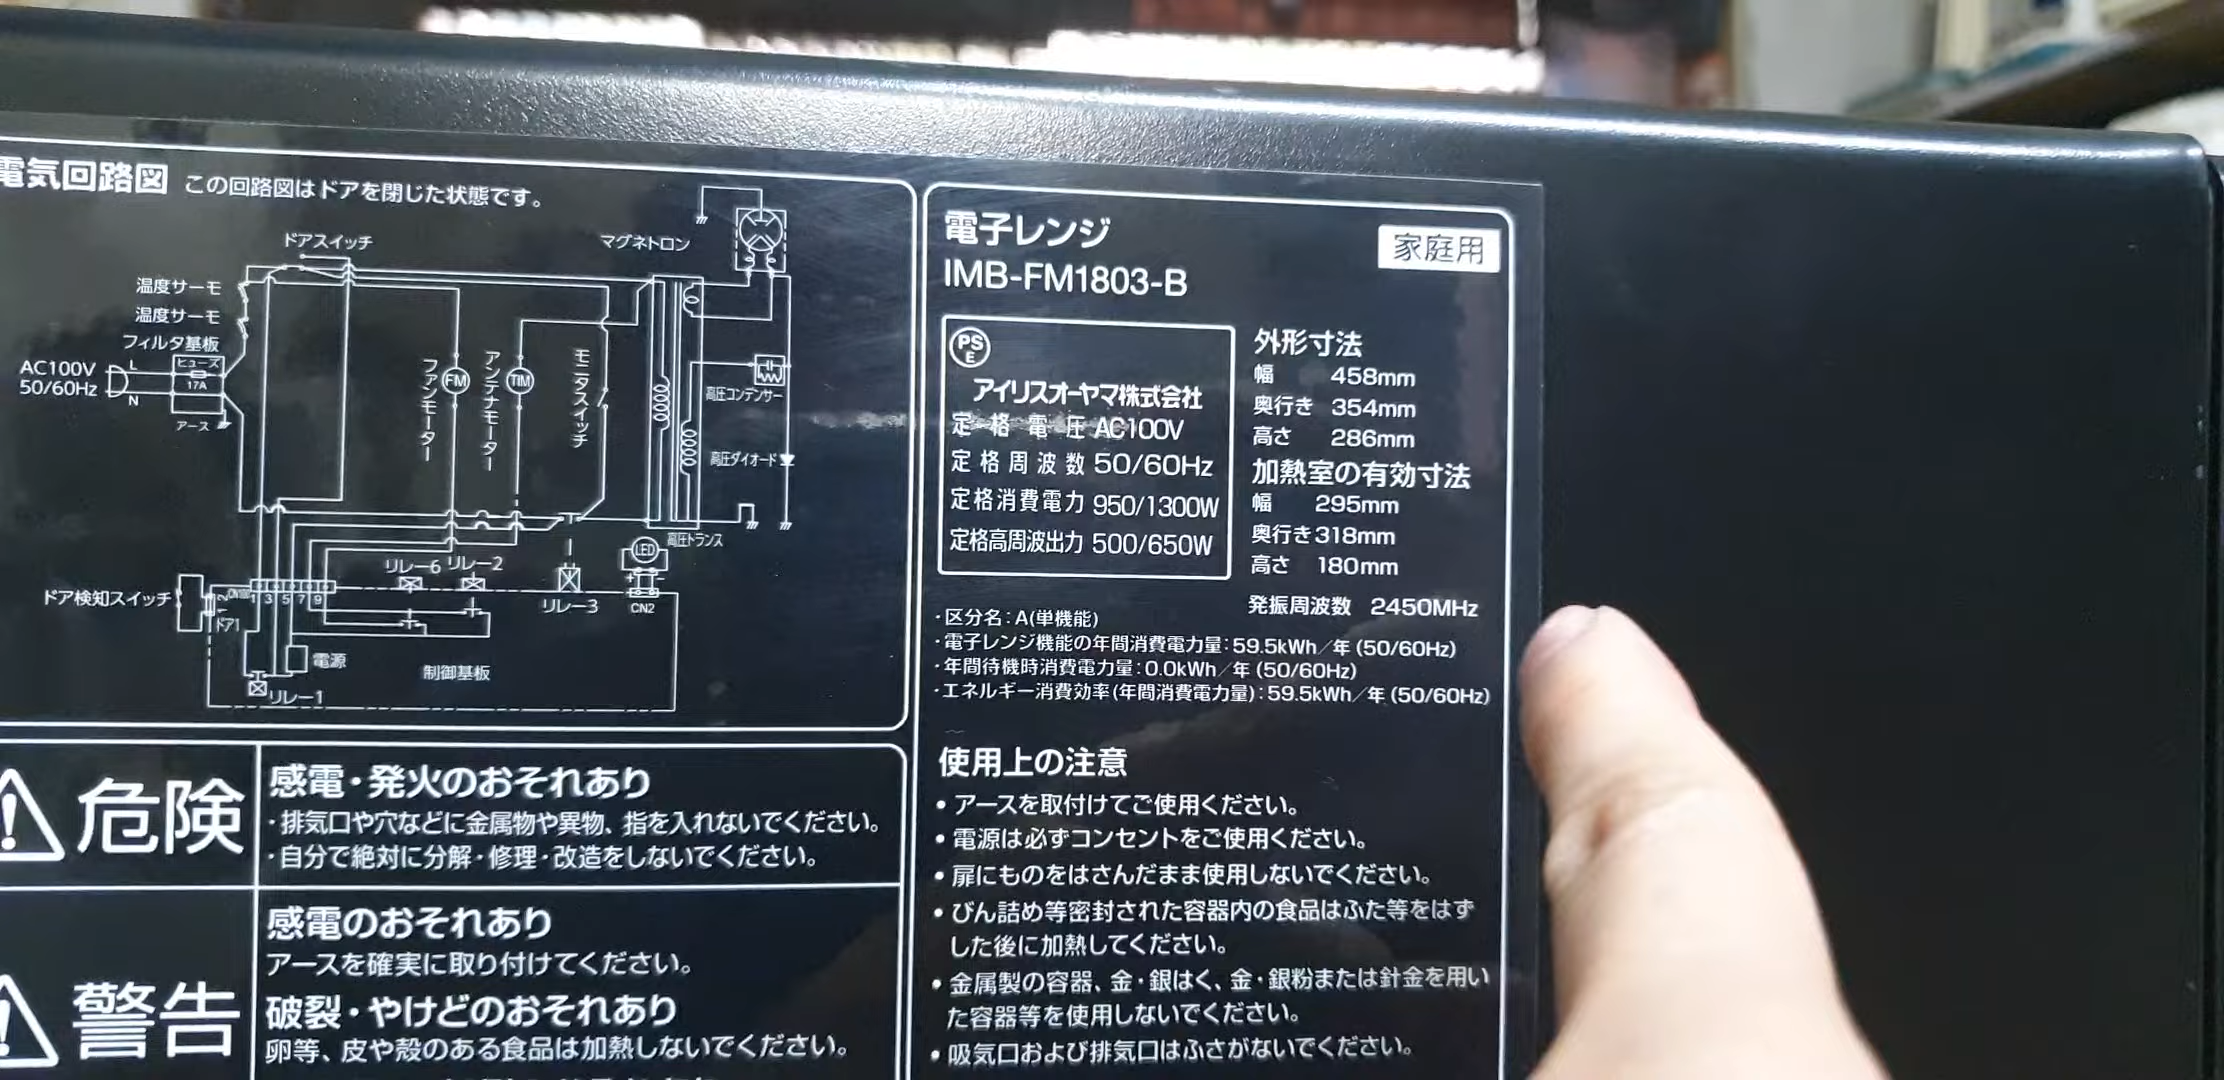 電気回路図 この回路図はドアを閉じた状態です。
ドアスイッチ
マグネトロン
温度サーモ
温度サーモ
フィルタ基板
ヒューズ
17A
AC100V
50/60Hz
L
N
アース
FM
ファンモーター
TIM
アンテナモーター
モニタスイッチ
高圧コンデンサー
高圧ダイオード
高圧トランス
LED
リレー6
リレー2
リレー3
CN2
ドア検知スイッチ
1 3 5 7 9
ドア1
電源
制御基板
リレー1
危険
感電・発火のおそれあり
・排気口や穴などに金属物や異物、指を入れないでください。
・自分で絶対に分解・修理・改造をしないでください。
警告
感電のおそれあり
アースを確実に取り付けてください。
破裂・やけどのおそれあり
卵等、皮や殻のある食品は加熱しないでください。
電子レンジ
家庭用
IMB-FM1803-B
PS
E
アイリスオーヤマ株式会社
定格電圧 AC100V
定格周波数 50/60Hz
定格消費電力 950/1300W
定格高周波出力 500/650W
外形寸法
幅 458mm
奥行き 354mm
高さ 286mm
加熱室の有効寸法
幅 295mm
奥行き 318mm
高さ 180mm
発振周波数 2450MHz
・区分名：A(単機能)
・電子レンジ機能の年間消費電力量：59.5kWh／年 (50/60Hz)
・年間待機時消費電力量：0.0kWh／年 (50/60Hz)
・エネルギー消費効率(年間消費電力量)：59.5kWh／年 (50/60Hz)
使用上の注意
• アースを取付けてご使用ください。
• 電源は必ずコンセントをご使用ください。
• 扉にものをはさんだまま使用しないでください。
• びん詰め等密封された容器内の食品はふた等をはず
した後に加熱してください。
• 金属製の容器、金・銀はく、金・銀粉または針金を用い
た容器等を使用しないでください。
• 吸気口および排気口はふさがないでください。